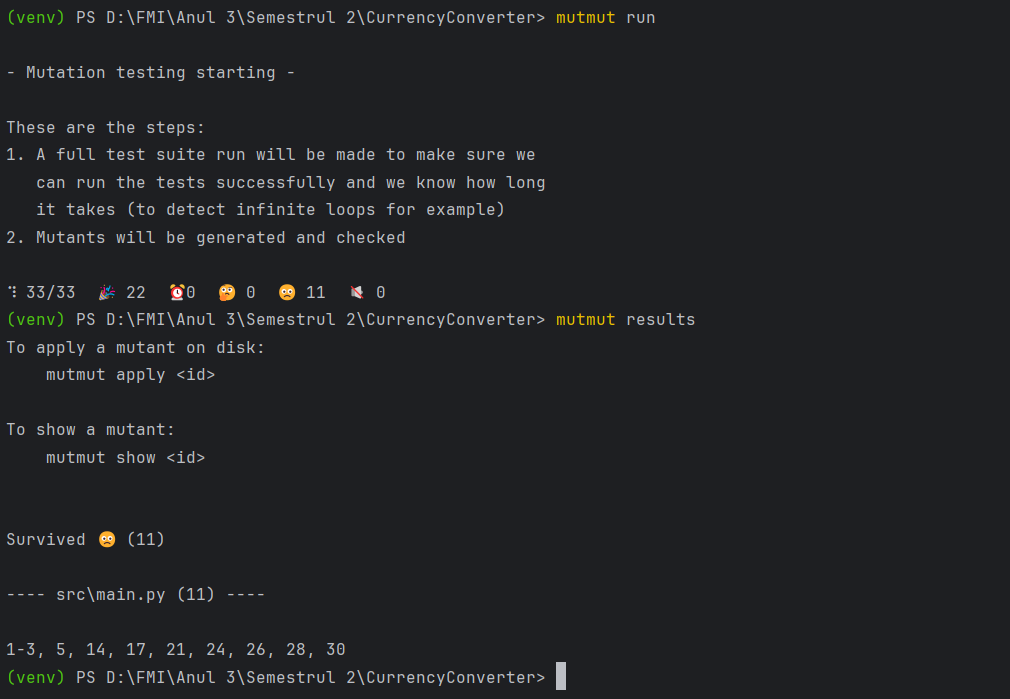 (venv) PS D:\FMI\Anul 3\Semestrul 2\CurrencyConverter> mutmut run
- Mutation testing starting -
These are the steps:
1. A full test suite run will be made to make sure we
   can run the tests successfully and we know how long
   it takes (to detect infinite loops for example)
2. Mutants will be generated and checked
⠹ 33/33  🎉 22  ⏰ 0  🤔 0  🙁 11  🔇 0
(venv) PS D:\FMI\Anul 3\Semestrul 2\CurrencyConverter> mutmut results
To apply a mutant on disk:
    mutmut apply <id>
To show a mutant:
    mutmut show <id>
Survived 🙁 (11)
---- src\main.py (11) ----
1-3, 5, 14, 17, 21, 24, 26, 28, 30
(venv) PS D:\FMI\Anul 3\Semestrul 2\CurrencyConverter>